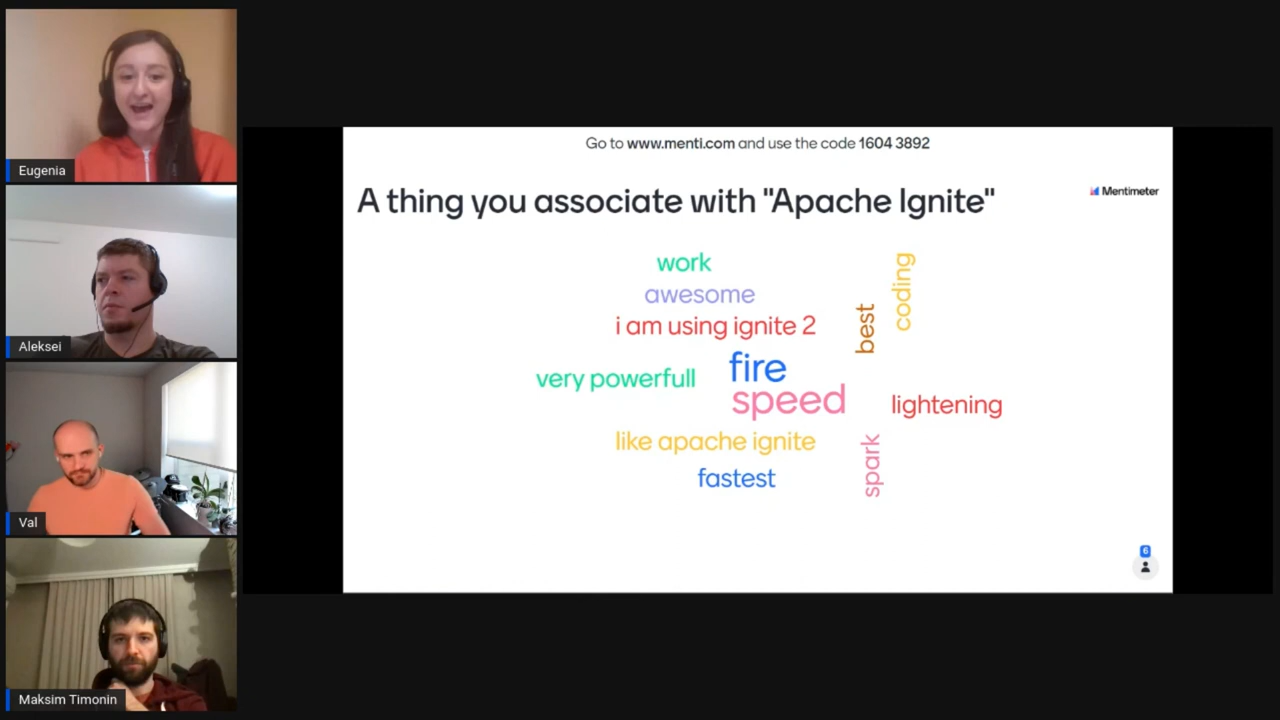 Eugenia
Aleksei
Val
Maksim Timonin
Go to www.menti.com and use the code 1604 3892
A thing you associate with "Apache Ignite"
Mentimeter
work
coding
awesome
i am using ignite 2
best
fire
very powerfull
speed
lightening
like apache ignite
spark
fastest
6